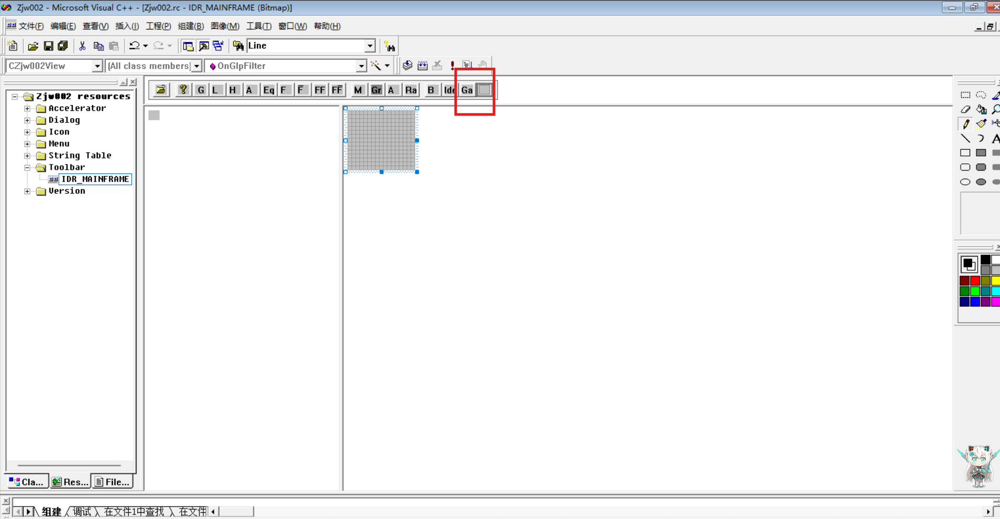 Zjw002 - Microsoft Visual C++ - [Zjw002.rc - IDR_MAINFRAME (Bitmap)]
文件(F) 编辑(E) 查看(V) 插入(I) 工程(P) 组建(B) 图像(M) 工具(T) 窗口(W) 帮助(H)
Line
CZjw002View [All class members] OnGlpFilter
G L H A Eq F F̅ FF FF̅ M Gr A Ra B Ide Ga
Zjw002 resources
Accelerator
Dialog
Icon
Menu
String Table
Toolbar
IDR_MAINFRAME
Version
A
Cla... Res... File...
组建 调试 在文件1中查找 在文件